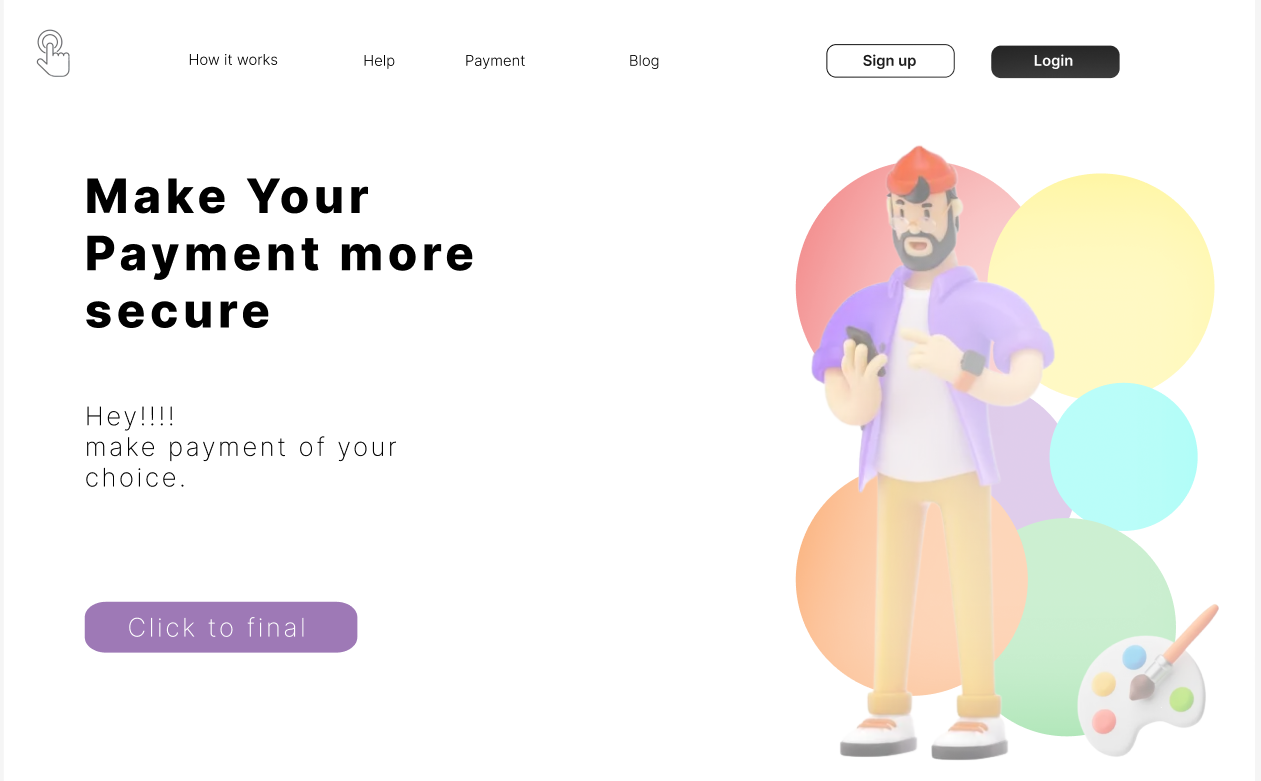 How it works
Help
Payment
Blog
Sign up
Login
Make Your
Payment more
secure
Hey!!!!
make payment of your
choice.
Click to final